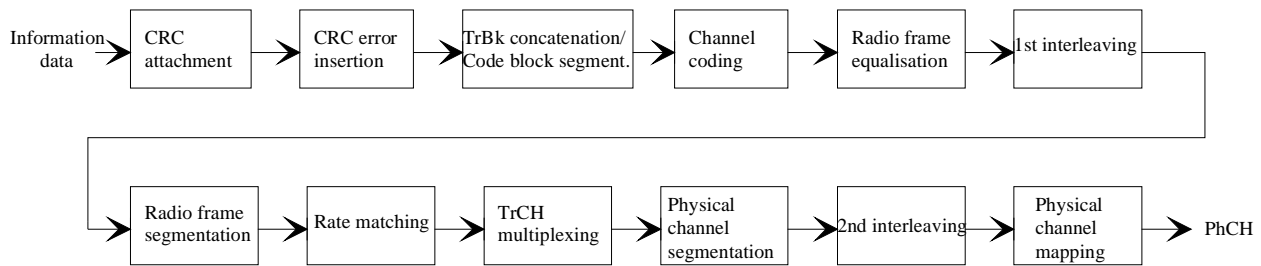 Information
data
CRC
attachment
CRC error
insertion
TrBk concatenation/
Code block segment.
Channel
coding
Radio frame
equalisation
1st interleaving
Radio frame
segmentation
Rate matching
TrCH
multiplexing
Physical
channel
segmentation
2nd interleaving
Physical
channel
mapping
PhCH